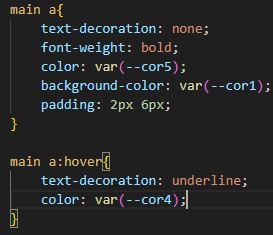 main a{
    text-decoration: none;
    font-weight: bold;
    color: var(--cor5);
    background-color: var(--cor1);
    padding: 2px 6px;
}

main a:hover{
    text-decoration: underline;
    color: var(--cor4);
}